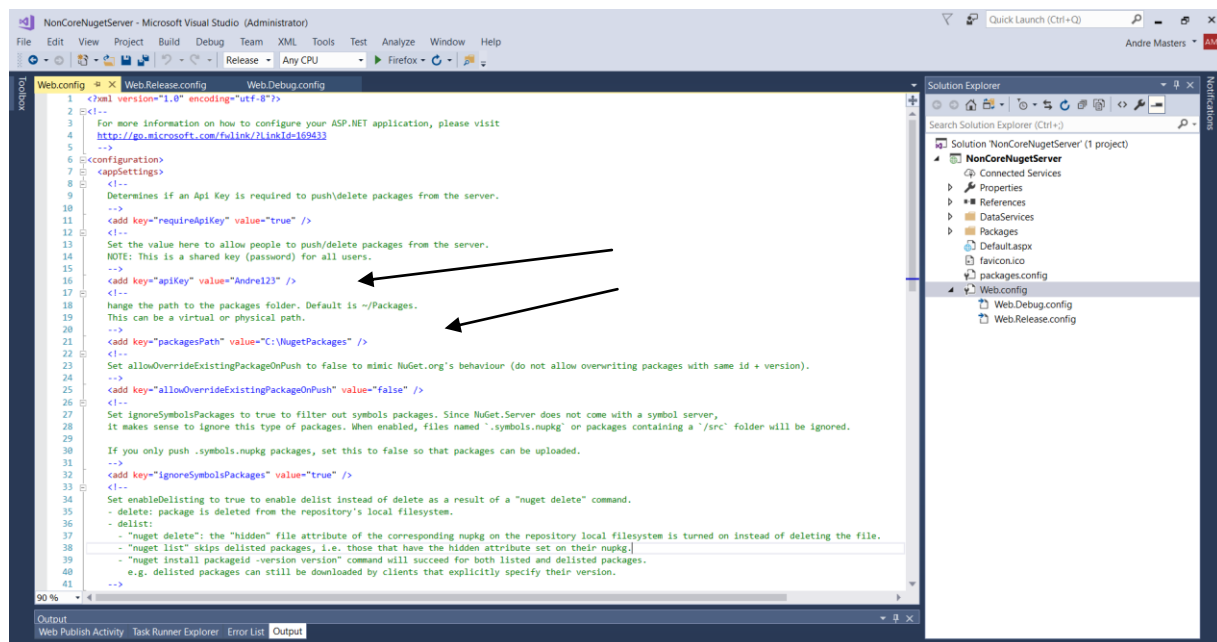 NonCoreNugetServer - Microsoft Visual Studio (Administrator)
Quick Launch (Ctrl+Q)
File Edit View Project Build Debug Team XML Tools Test Analyze Window Help
Andre Masters
AM
Release Any CPU Firefox
Toolbox
Web.config Web.Release.config Web.Debug.config
1 <?xml version="1.0" encoding="utf-8"?>
2 <!--
3 For more information on how to configure your ASP.NET application, please visit
4 http://go.microsoft.com/fwlink/?LinkId=169433
5 -->
6 <configuration>
7 <appSettings>
8 <!--
9 Determines if an Api Key is required to push\delete packages from the server.
10 -->
11 <add key="requireApiKey" value="true" />
12 <!--
13 Set the value here to allow people to push/delete packages from the server.
14 NOTE: This is a shared key (password) for all users.
15 -->
16 <add key="apiKey" value="Andre123" />
17 <!--
18 hange the path to the packages folder. Default is ~/Packages.
19 This can be a virtual or physical path.
20 -->
21 <add key="packagesPath" value="C:\NugetPackages" />
22 <!--
23 Set allowOverrideExistingPackageOnPush to false to mimic NuGet.org's behaviour (do not allow overwriting packages with same id + version).
24 -->
25 <add key="allowOverrideExistingPackageOnPush" value="false" />
26 <!--
27 Set ignoreSymbolsPackages to true to filter out symbols packages. Since NuGet.Server does not come with a symbol server,
28 it makes sense to ignore this type of packages. When enabled, files named `.symbols.nupkg` or packages containing a `/src` folder will be ignored.
29
30 If you only push .symbols.nupkg packages, set this to false so that packages can be uploaded.
31 -->
32 <add key="ignoreSymbolsPackages" value="true" />
33 <!--
34 Set enableDelisting to true to enable delist instead of delete as a result of a "nuget delete" command.
35 - delete: package is deleted from the repository's local filesystem.
36 - delist:
37 - "nuget delete": the "hidden" file attribute of the corresponding nupkg on the repository local filesystem is turned on instead of deleting the file.
38 - "nuget list" skips delisted packages, i.e. those that have the hidden attribute set on their nupkg.
39 - "nuget install packageid -version version" command will succeed for both listed and delisted packages.
40 e.g. delisted packages can still be downloaded by clients that explicitly specify their version.
41 -->
90 %
Output
Web Publish Activity Task Runner Explorer Error List Output
Solution Explorer
Search Solution Explorer (Ctrl+;)
Solution 'NonCoreNugetServer' (1 project)
NonCoreNugetServer
Connected Services
Properties
References
DataServices
Packages
Default.aspx
favicon.ico
packages.config
Web.config
Web.Debug.config
Web.Release.config
Notifications